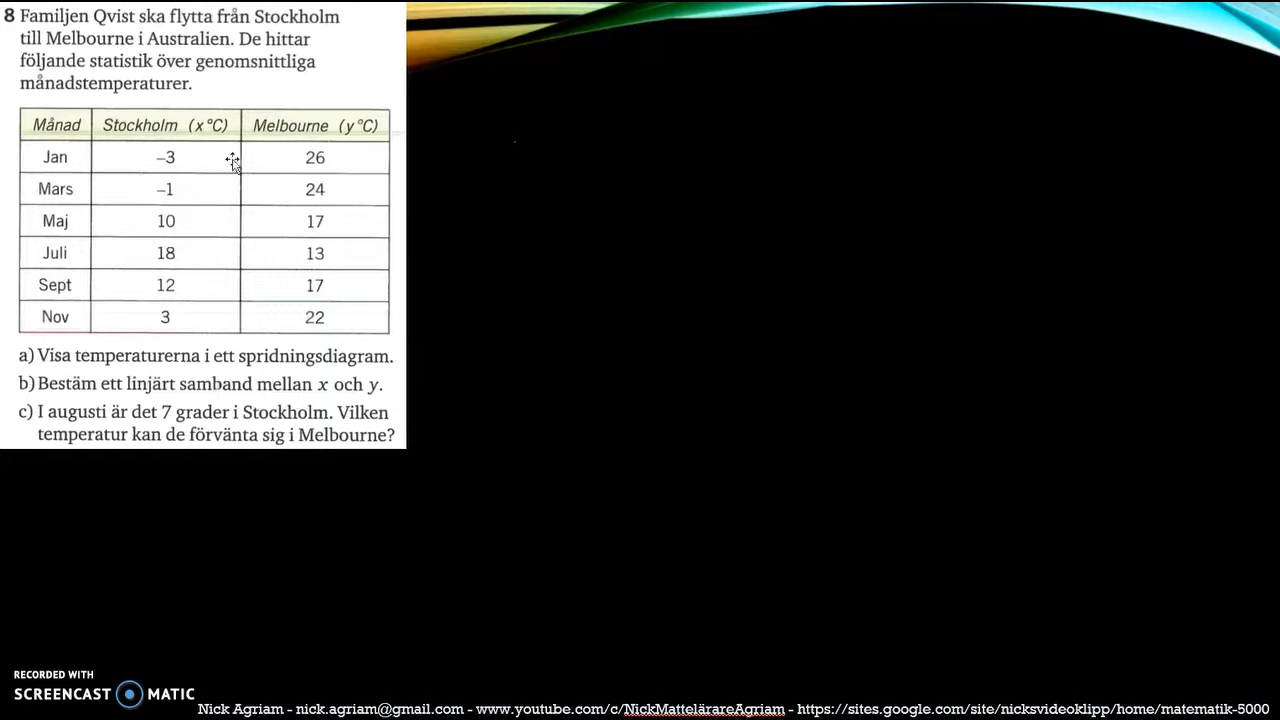 8 Familjen Qvist ska flytta från Stockholm
till Melbourne i Australien. De hittar
följande statistik över genomsnittliga
månadstemperaturer.
Månad Stockholm (x °C) Melbourne (y °C)
Jan –3 26
Mars –1 24
Maj 10 17
Juli 18 13
Sept 12 17
Nov 3 22
a) Visa temperaturerna i ett spridningsdiagram.
b) Bestäm ett linjärt samband mellan x och y.
c) I augusti är det 7 grader i Stockholm. Vilken
temperatur kan de förvänta sig i Melbourne?
RECORDED WITH
SCREENCAST MATIC
Nick Agriam - nick.agriam@gmail.com - www.youtube.com/c/NickMattelärareAgriam - https://sites.google.com/site/nicksvideoklipp/home/matematik-5000